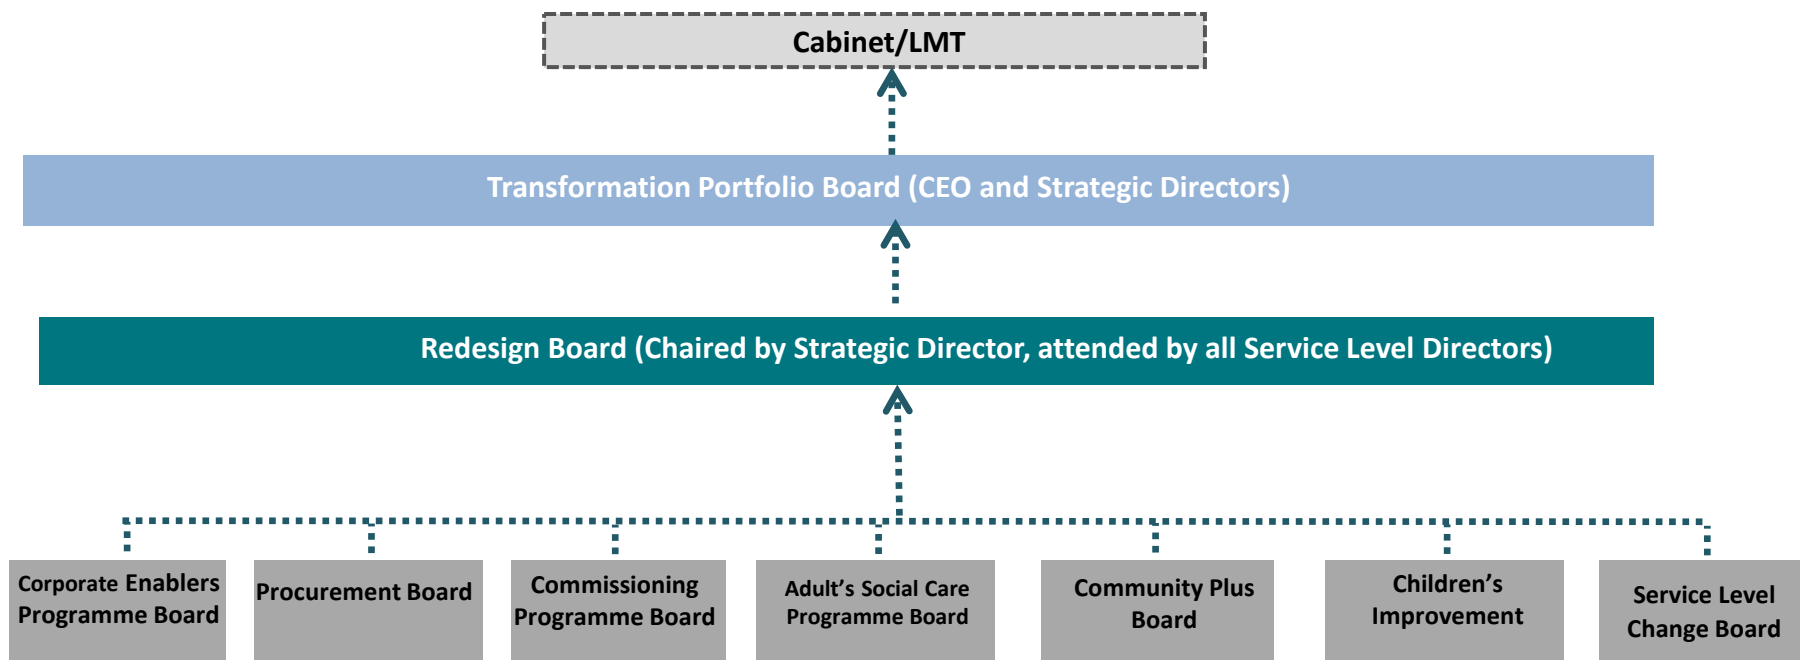 Cabinet/LMT
Transformation Portfolio Board (CEO and Strategic Directors)
Redesign Board (Chaired by Strategic Director, attended by all Service Level Directors)
Corporate Enablers
Programme Board
Procurement Board
Commissioning
Programme Board
Adult’s Social Care
Programme Board
Community Plus
Board
Children’s
Improvement
Service Level
Change Board